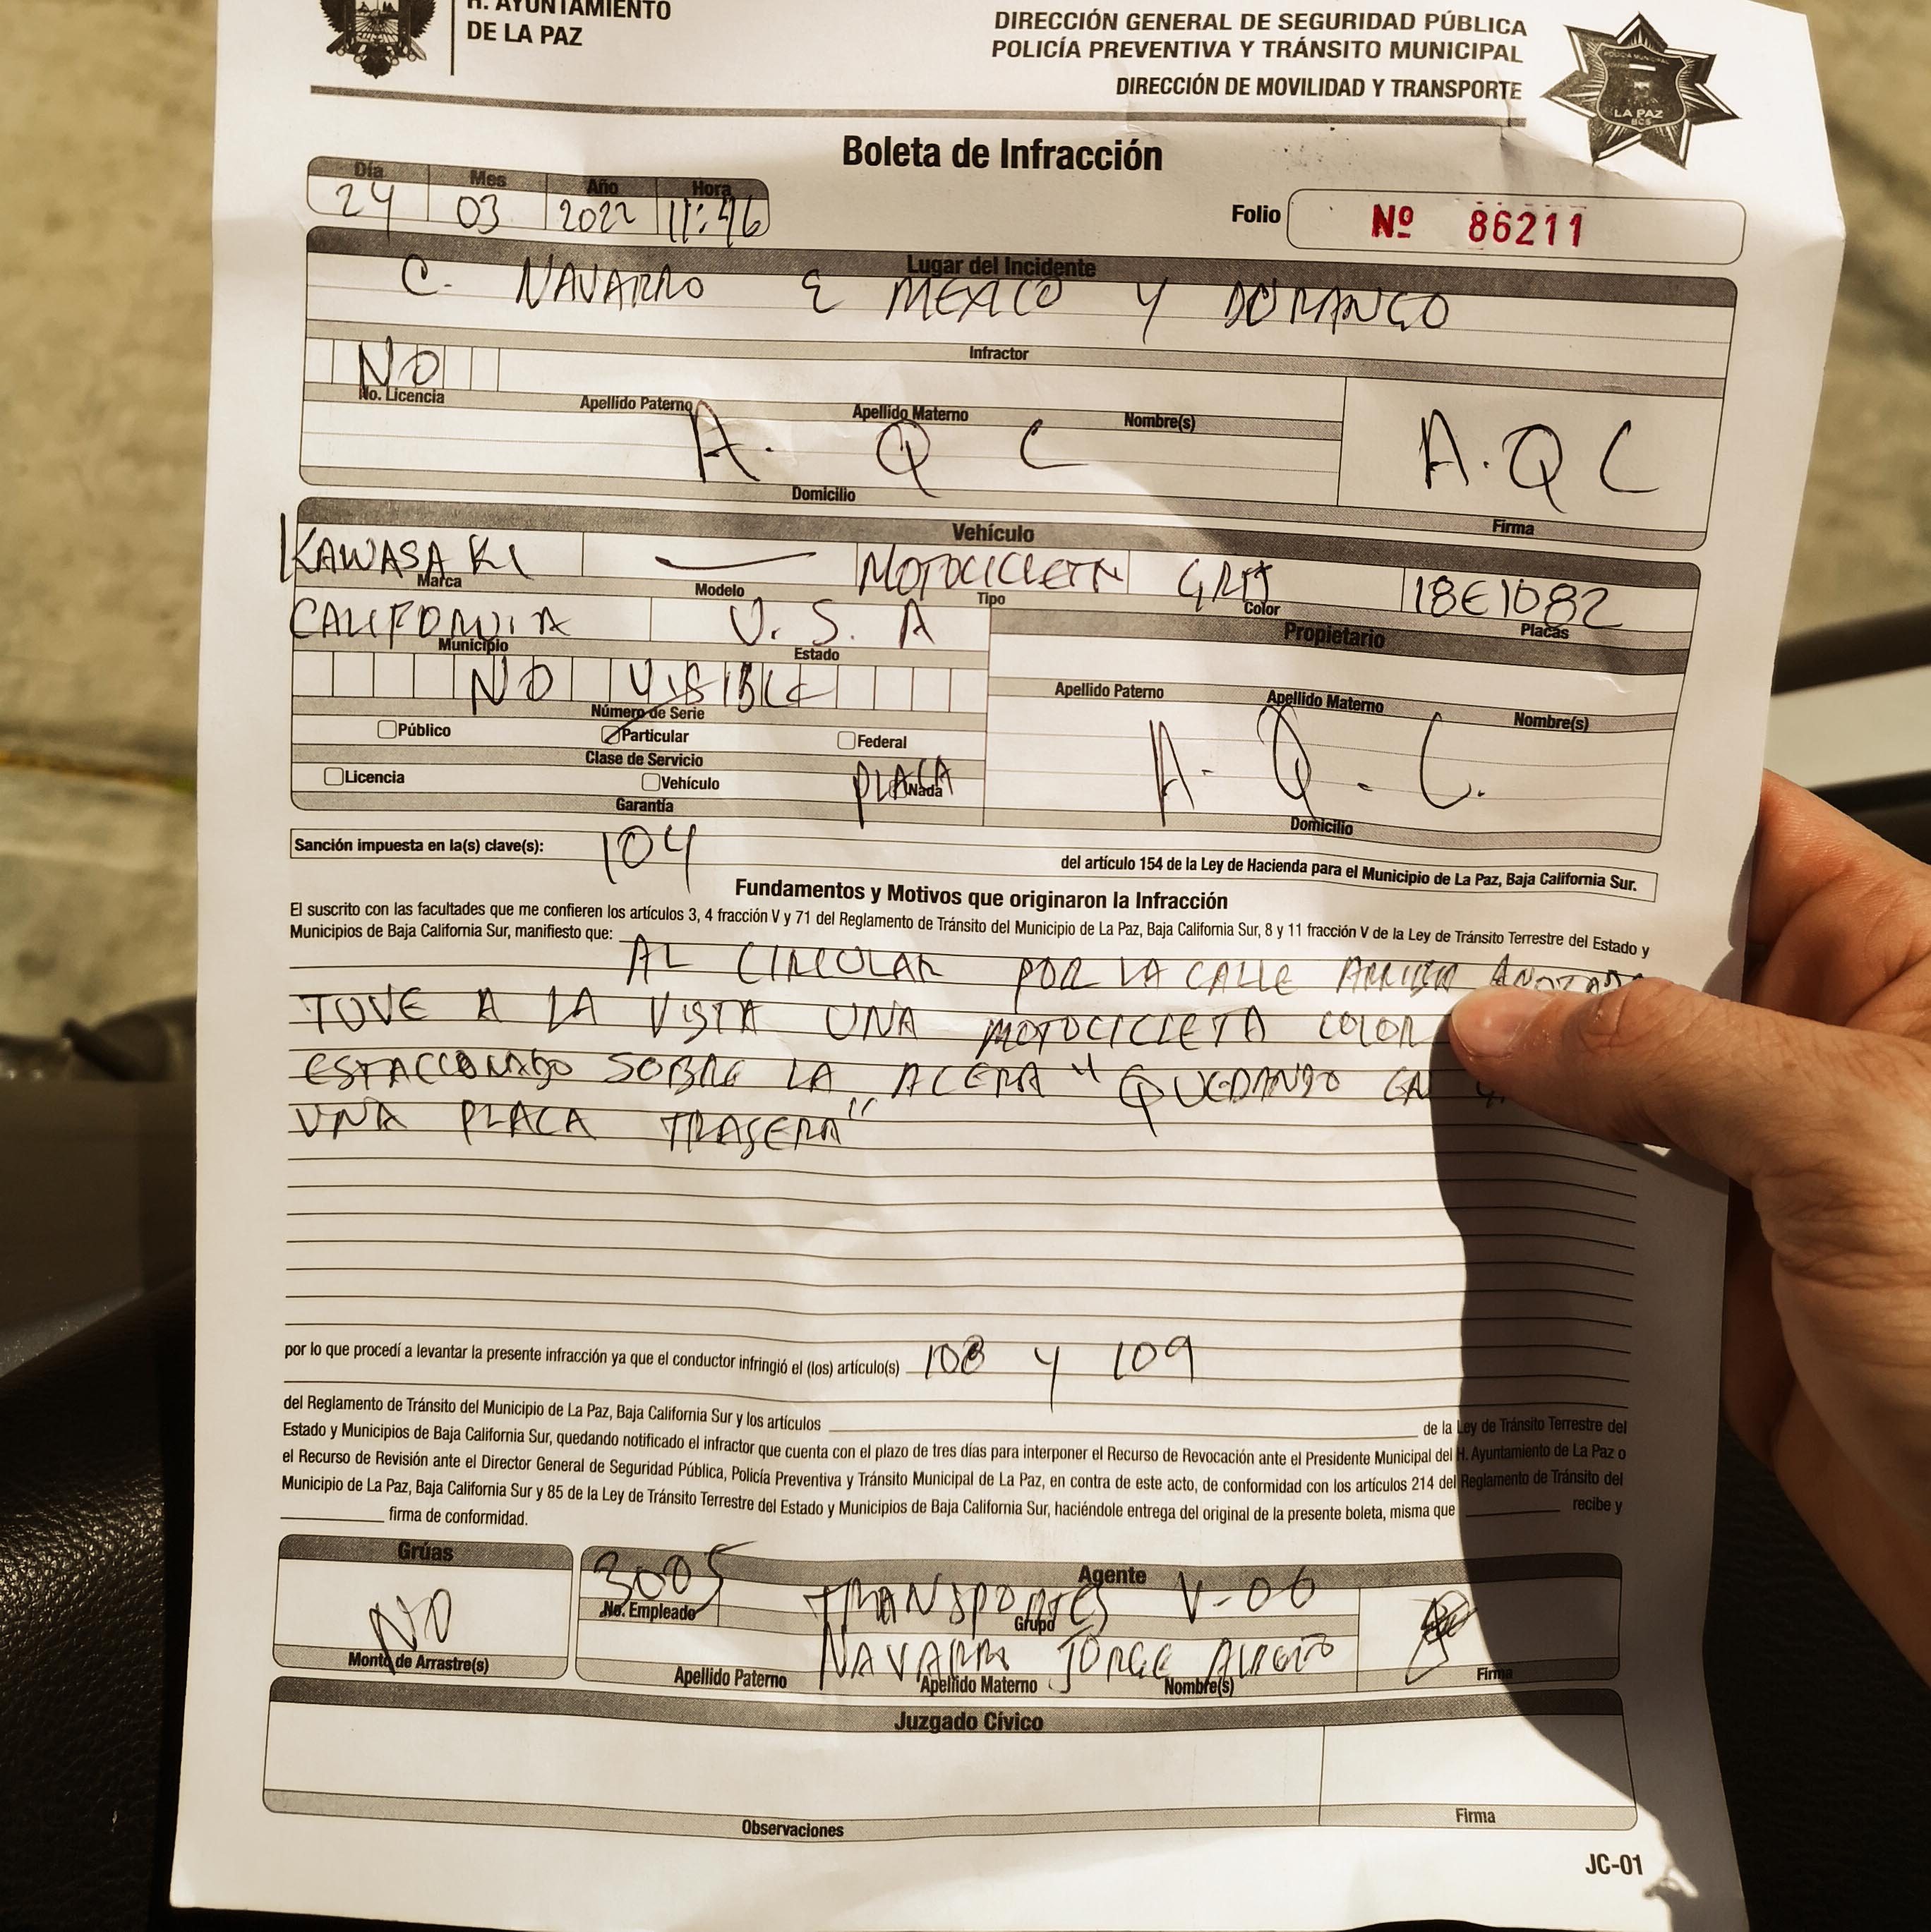 H. AYUNTAMIENTO
DE LA PAZ
DIRECCIÓN GENERAL DE SEGURIDAD PÚBLICA
POLICÍA PREVENTIVA Y TRÁNSITO MUNICIPAL
DIRECCIÓN DE MOVILIDAD Y TRANSPORTE
POLICIA MUNICIPAL
LA PAZ
BCS
Boleta de Infracción
Día Mes Año Hora
24 03 2022 11:46
Folio Nº 86211
Lugar del Incidente
C. NAVARRO E MEXICO Y DURANGO
Infractor
NO
No. Licencia Apellido Paterno Apellido Materno Nombre(s)
A. Q C A.QC
Domicilio Firma
Vehículo
KAWASAKI — MOTOCICLETA GRIS 18E1082
Marca Modelo Tipo Color Placas
CALIFORNIA U.S.A
Municipio Estado
Propietario
NO VISIBLE
Número de Serie
Apellido Paterno Apellido Materno Nombre(s)
Público Particular Federal
Clase de Servicio
A- Q. C.
Licencia Vehículo PLACA Nada
Garantía
Domicilio
Sanción impuesta en la(s) clave(s): 104 del artículo 154 de la Ley de Hacienda para el Municipio de La Paz, Baja California Sur.
Fundamentos y Motivos que originaron la Infracción
El suscrito con las facultades que me confieren los artículos 3, 4 fracción V y 71 del Reglamento de Tránsito del Municipio de La Paz, Baja California Sur, 8 y 11 fracción V de la Ley de Tránsito Terrestre del Estado y
Municipios de Baja California Sur, manifiesto que: AL CIRCULAR POR LA CALLE ARRIBA
TUVE A LA VISTA UNA MOTOCICLETA COLOR
ESTACIONADO SOBRE LA ACERA "QUEDANDO EN
UNA PLACA TRASERA"
por lo que procedí a levantar la presente infracción ya que el conductor infringió el (los) artículo(s) 108 y 109
del Reglamento de Tránsito del Municipio de La Paz, Baja California Sur y los artículos de la Ley de Tránsito Terrestre del
Estado y Municipios de Baja California Sur, quedando notificado el infractor que cuenta con el plazo de tres días para interponer el Recurso de Revocación ante el Presidente Municipal del H. Ayuntamiento de La Paz o
el Recurso de Revisión ante el Director General de Seguridad Pública, Policía Preventiva y Tránsito Municipal de La Paz, en contra de este acto, de conformidad con los artículos 214 del Reglamento de Tránsito del
Municipio de La Paz, Baja California Sur y 85 de la Ley de Tránsito Terrestre del Estado y Municipios de Baja California Sur, haciéndole entrega del original de la presente boleta, misma que recibe y
firma de conformidad.
Grúas
NO
Monto de Arrastre(s)
Agente
3005 TRANSPORTES V-06
No. Empleado Grupo
NAVARRO JORGE
Apellido Paterno Apellido Materno Nombre(s) Firma
Juzgado Cívico
Observaciones Firma
JC-01